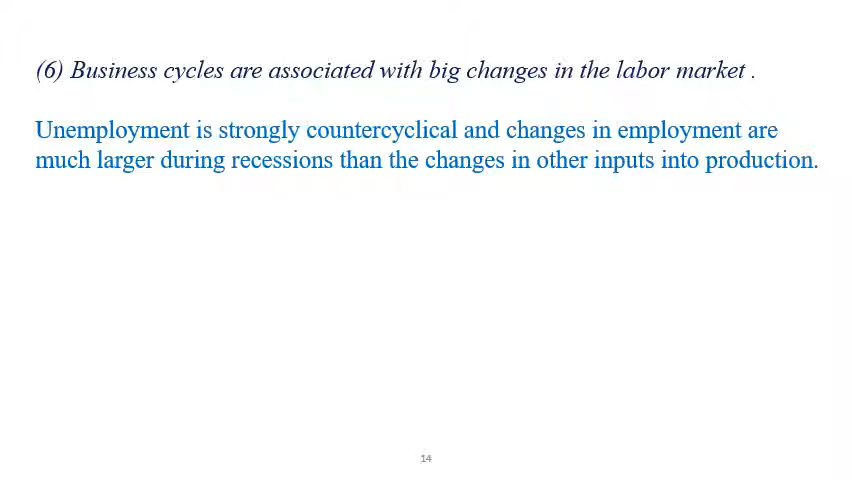 (6) Business cycles are associated with big changes in the labor market .
Unemployment is strongly countercyclical and changes in employment are
much larger during recessions than the changes in other inputs into production.
14